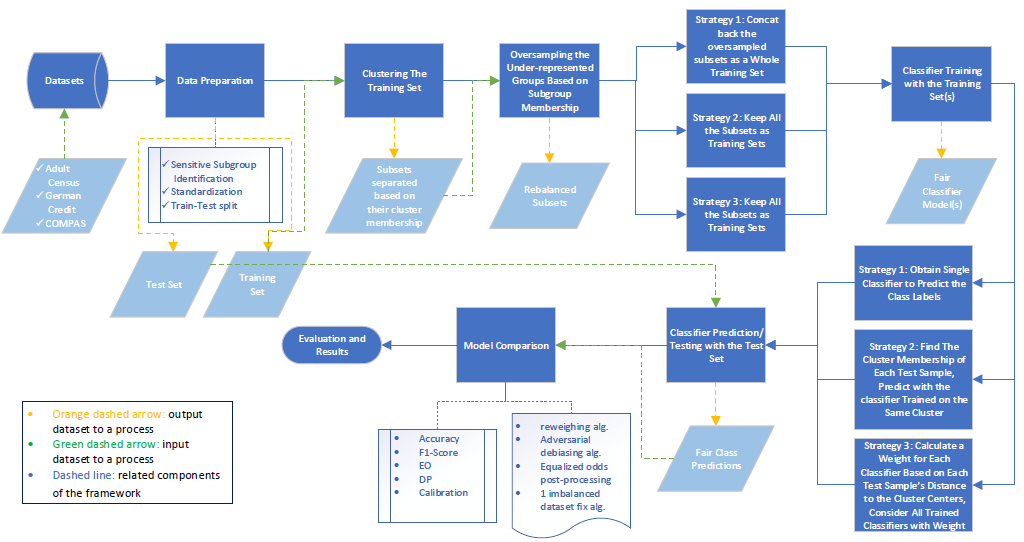 Datasets
Data Preparation
Clustering The
Training Set
Oversampling the
Under-represented
Groups Based on
Subgroup
Membership
Strategy 1: Concat
back the
oversampled
subsets as a Whole
Training Set
Strategy 2: Keep All
the Subsets as
Training Sets
Strategy 3: Keep All
the Subsets as
Training Sets
Classifier Training
with the Training
Set(s)
✓Adult
Census
✓German
Credit
✓COMPAS
✓Sensitive Subgroup
Identification
✓Standardization
✓Train-Test split
Subsets
separated
based on
their cluster
membership
Rebalanced
Subsets
Fair
Classifier
Model(s)
Test Set
Training
Set
Strategy 1: Obtain Single
Classifier to Predict the
Class Labels
Strategy 2: Find The
Cluster Membership of
Each Test Sample,
Predict with the
classifier Trained on the
Same Cluster
Strategy 3: Calculate a
Weight for Each
Classifier Based on Each
Test Sample's Distance
to the Cluster Centers,
Consider All Trained
Classifiers with Weight
Classifier Prediction/
Testing with the Test
Set
Model Comparison
Evaluation and
Results
Fair Class
Predictions
• Accuracy
• F1-Score
• EO
• DP
• Calibration
• reweighing alg.
• Adversarial
debiasing alg.
• Equalized odds
post-processing
• 1 imbalanced
dataset fix alg.
• Orange dashed arrow: output
dataset to a process
• Green dashed arrow: input
dataset to a process
• Dashed line: related components
of the framework